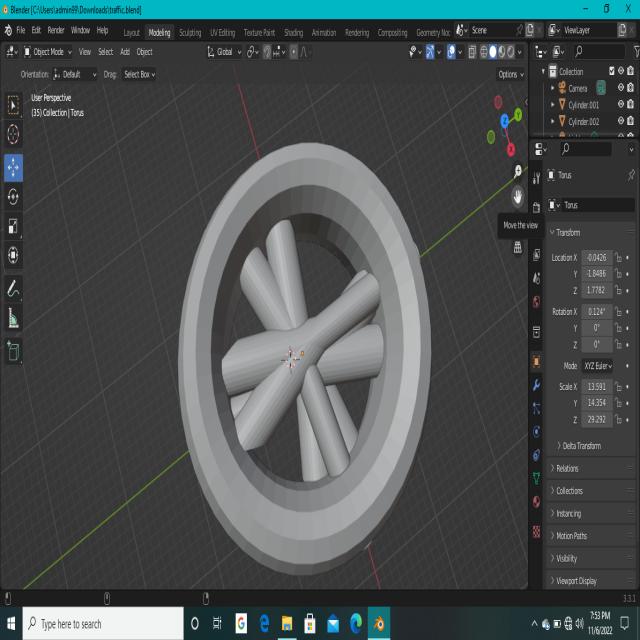 Blender [C:\Users\admin99\Downloads\traffic.blend]
File Edit Render Window Help Layout Modeling Sculpting UV Editing Texture Paint Shading Animation Rendering Compositing Geometry Noc Scene ViewLayer
Object Mode View Select Add Object Global
Orientation: Default Drag: Select Box Options
User Perspective
(35) Collection | Torus
Collection
Camera
Cylinder.001
Cylinder.002
Z Y X
Move the view
Torus
Torus
Transform
Location X -0.0426
Y -1.8486
Z 1.7782
Rotation X 0.124°
Y 0°
Z 0°
Mode XYZ Euler
Scale X 13.591
Y 14.354
Z 29.292
Delta Transform
Relations
Collections
Instancing
Motion Paths
Visibility
Viewport Display
3.3.1
Type here to search
7:53 PM
11/6/2022